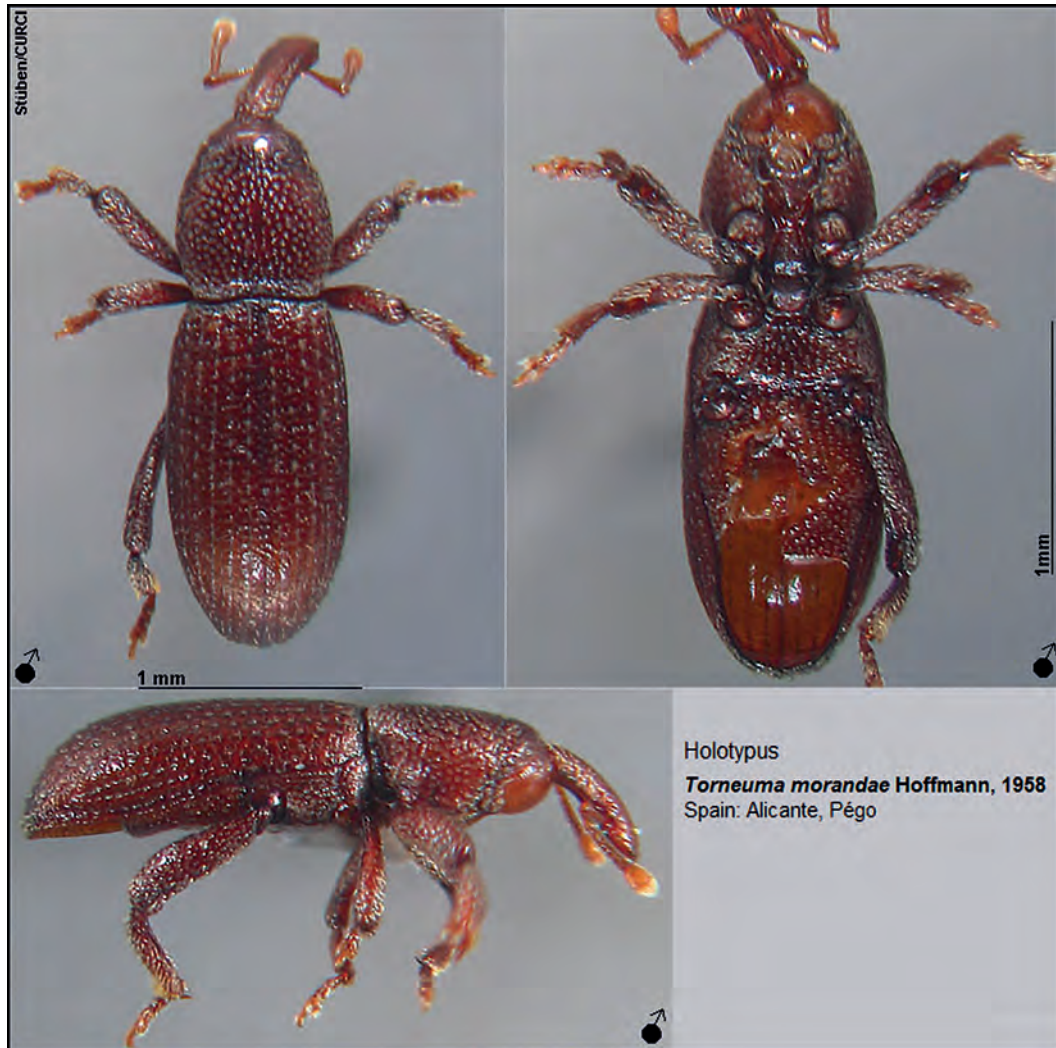 Stüben/CURCI
1 mm
1mm
Holotypus
Torneuma morandae Hoffmann, 1958
Spain: Alicante, Pégo